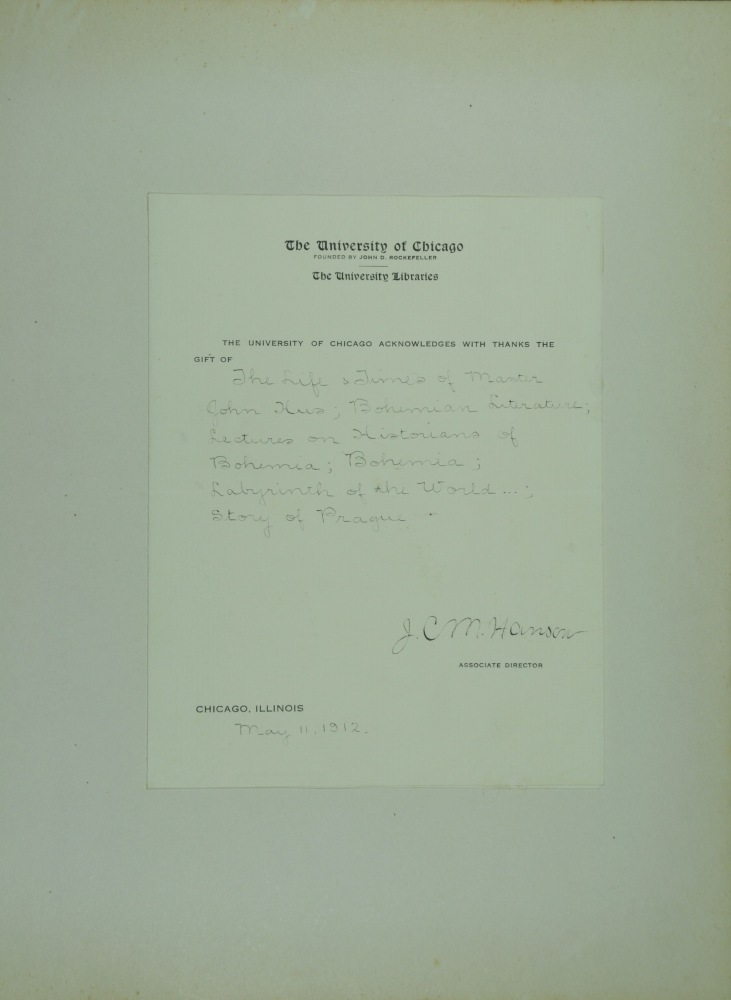 The University of Chicago
FOUNDED BY JOHN D. ROCKEFELLER
The University Libraries
THE UNIVERSITY OF CHICAGO ACKNOWLEDGES WITH THANKS THE
GIFT OF
The Life & Times of Master
John Hus; Bohemian Literature;
Lectures on Historians of
Bohemia; Bohemia;
Labyrinth of the World...;
Story of Prague -
J. C. M. Hanson
ASSOCIATE DIRECTOR
CHICAGO, ILLINOIS
May 11, 1912.